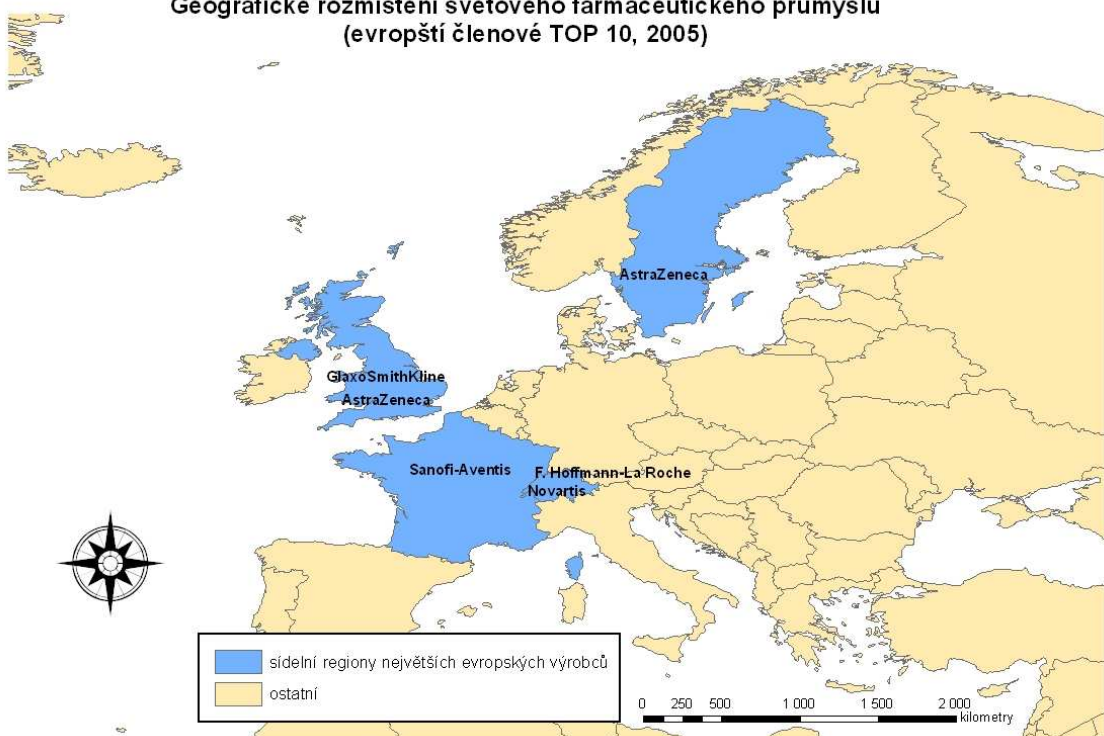 Geografické rozmístění světového farmaceutického průmyslu
(evropští členové TOP 10, 2005)
AstraZeneca
GlaxoSmithKline
AstraZeneca
Sanofi-Aventis
F. Hoffmann-La Roche
Novartis
sídelní regiony největších evropských výrobců
ostatní
0 250 500 1 000 1 500 2 000
kilometry